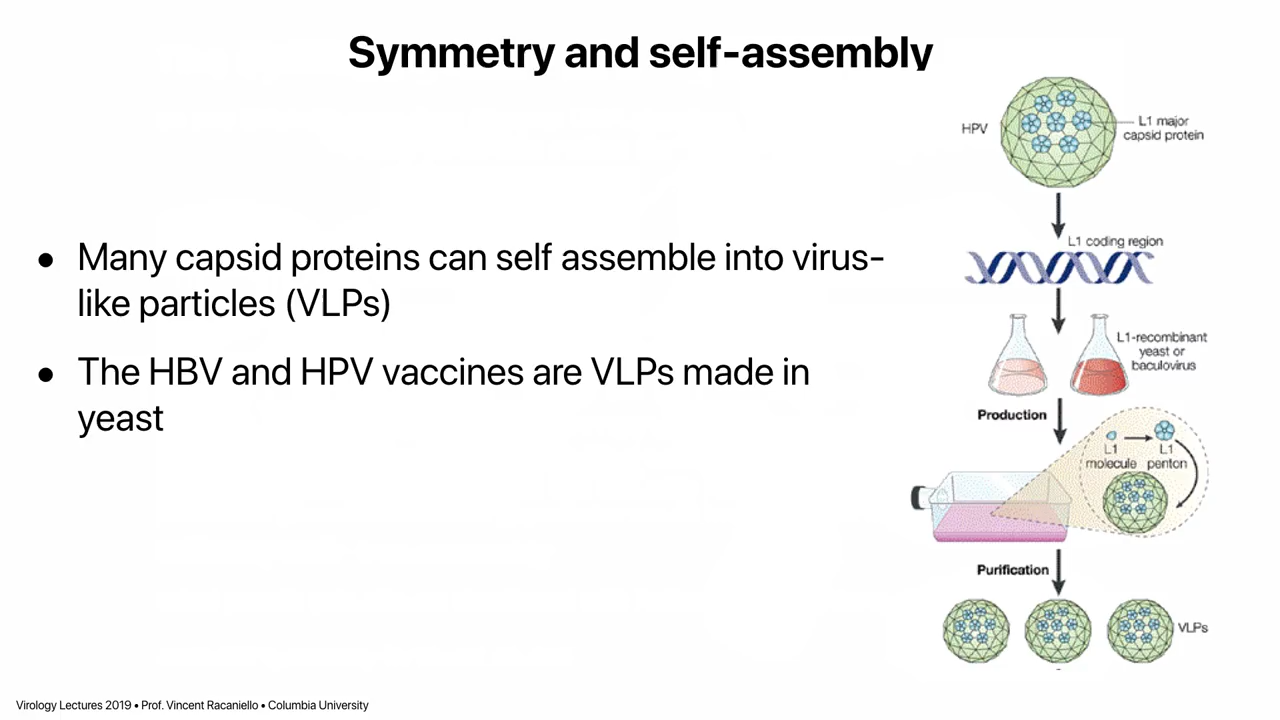 Symmetry and self-assembly
● Many capsid proteins can self assemble into virus-
like particles (VLPs)
● The HBV and HPV vaccines are VLPs made in
yeast
HPV
L1 major
capsid protein
L1 coding region
L1-recombinant
yeast or
baculovirus
Production
L1 L1
molecule penton
Purification
VLPs
Virology Lectures 2019 • Prof. Vincent Racaniello • Columbia University